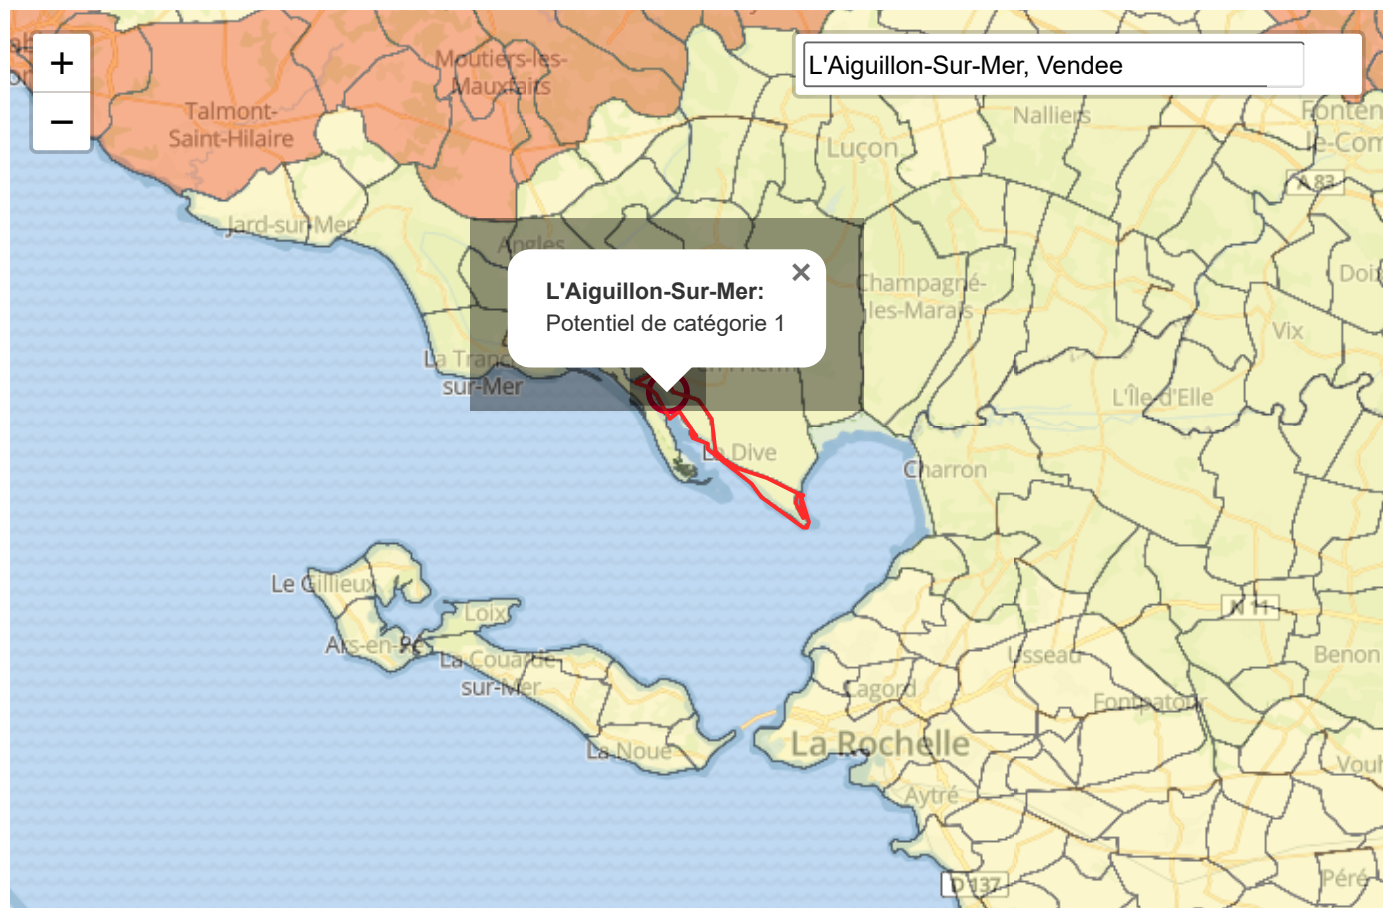 +
−
L'Aiguillon-Sur-Mer, Vendee
Moutiers-les-
Mauxfaits
Talmont-
Saint-Hilaire
Nalliers
Luçon
A 83
Jard-sur-Mer
Angles
×
L'Aiguillon-Sur-Mer:
Potentiel de catégorie 1
Champagné-
les-Marais
Vix
sur-Mer
L'Île-d'Elle
La Dive
Charron
Le Gillieux
Loix
N 11
Ars-en-Ré
La Couarde-
sur-Mer
Usseau
Benon
Lagord
Fontpatour
La Noue
La Rochelle
Aytré
D 137
Péré